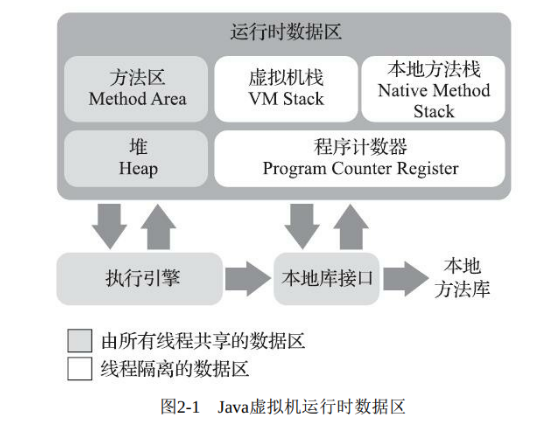 运行时数据区
方法区
Method Area
虚拟机栈
VM Stack
本地方法栈
Native Method
Stack
堆
Heap
程序计数器
Program Counter Register
执行引擎
本地库接口
本地
方法库
由所有线程共享的数据区
线程隔离的数据区
图2-1 Java虚拟机运行时数据区